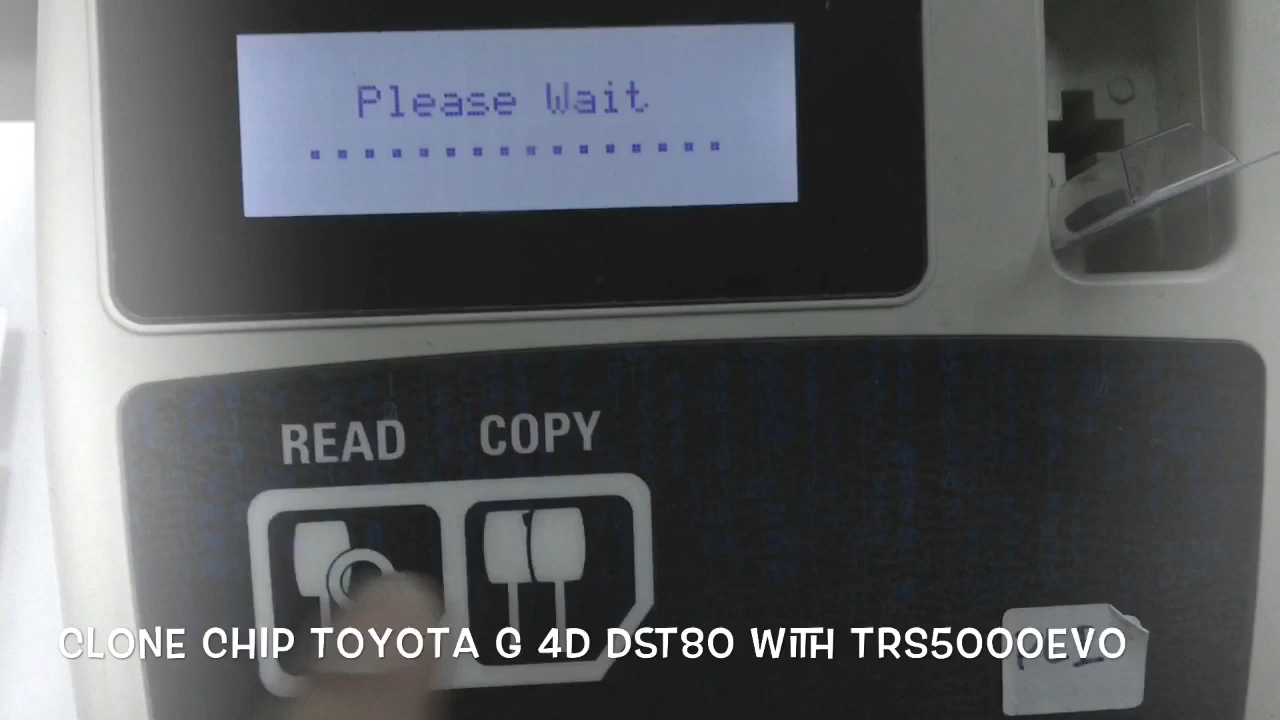 Please Wait
READ COPY
CLONE CHIP TOYOTA G 4D DST80 WITH TRS5000EVO